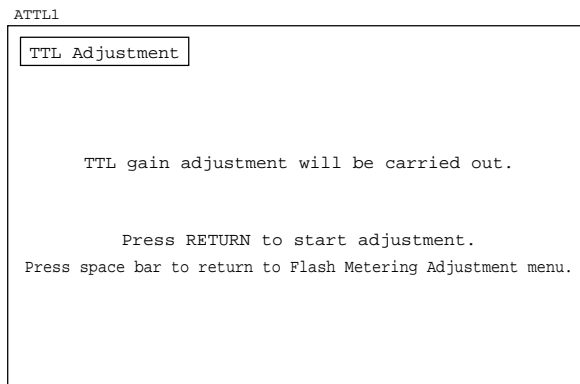 ATTL1
TTL Adjustment
TTL gain adjustment will be carried out.
Press RETURN to start adjustment.
Press space bar to return to Flash Metering Adjustment menu.